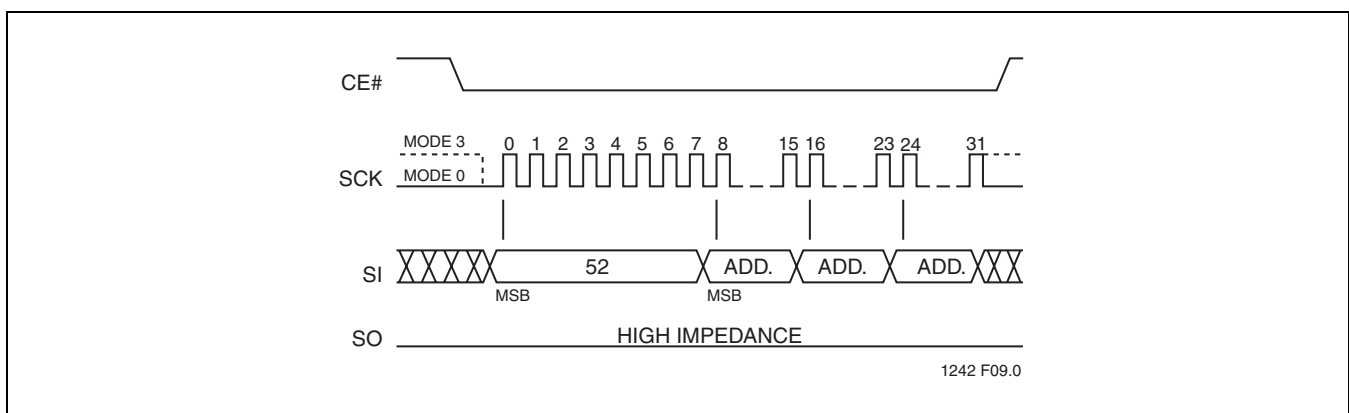 CE#
MODE 3 0 1 2 3 4 5 6 7 8 15 16 23 24 31
SCK MODE 0
SI 52 ADD. ADD. ADD.
MSB MSB
SO HIGH IMPEDANCE
1242 F09.0